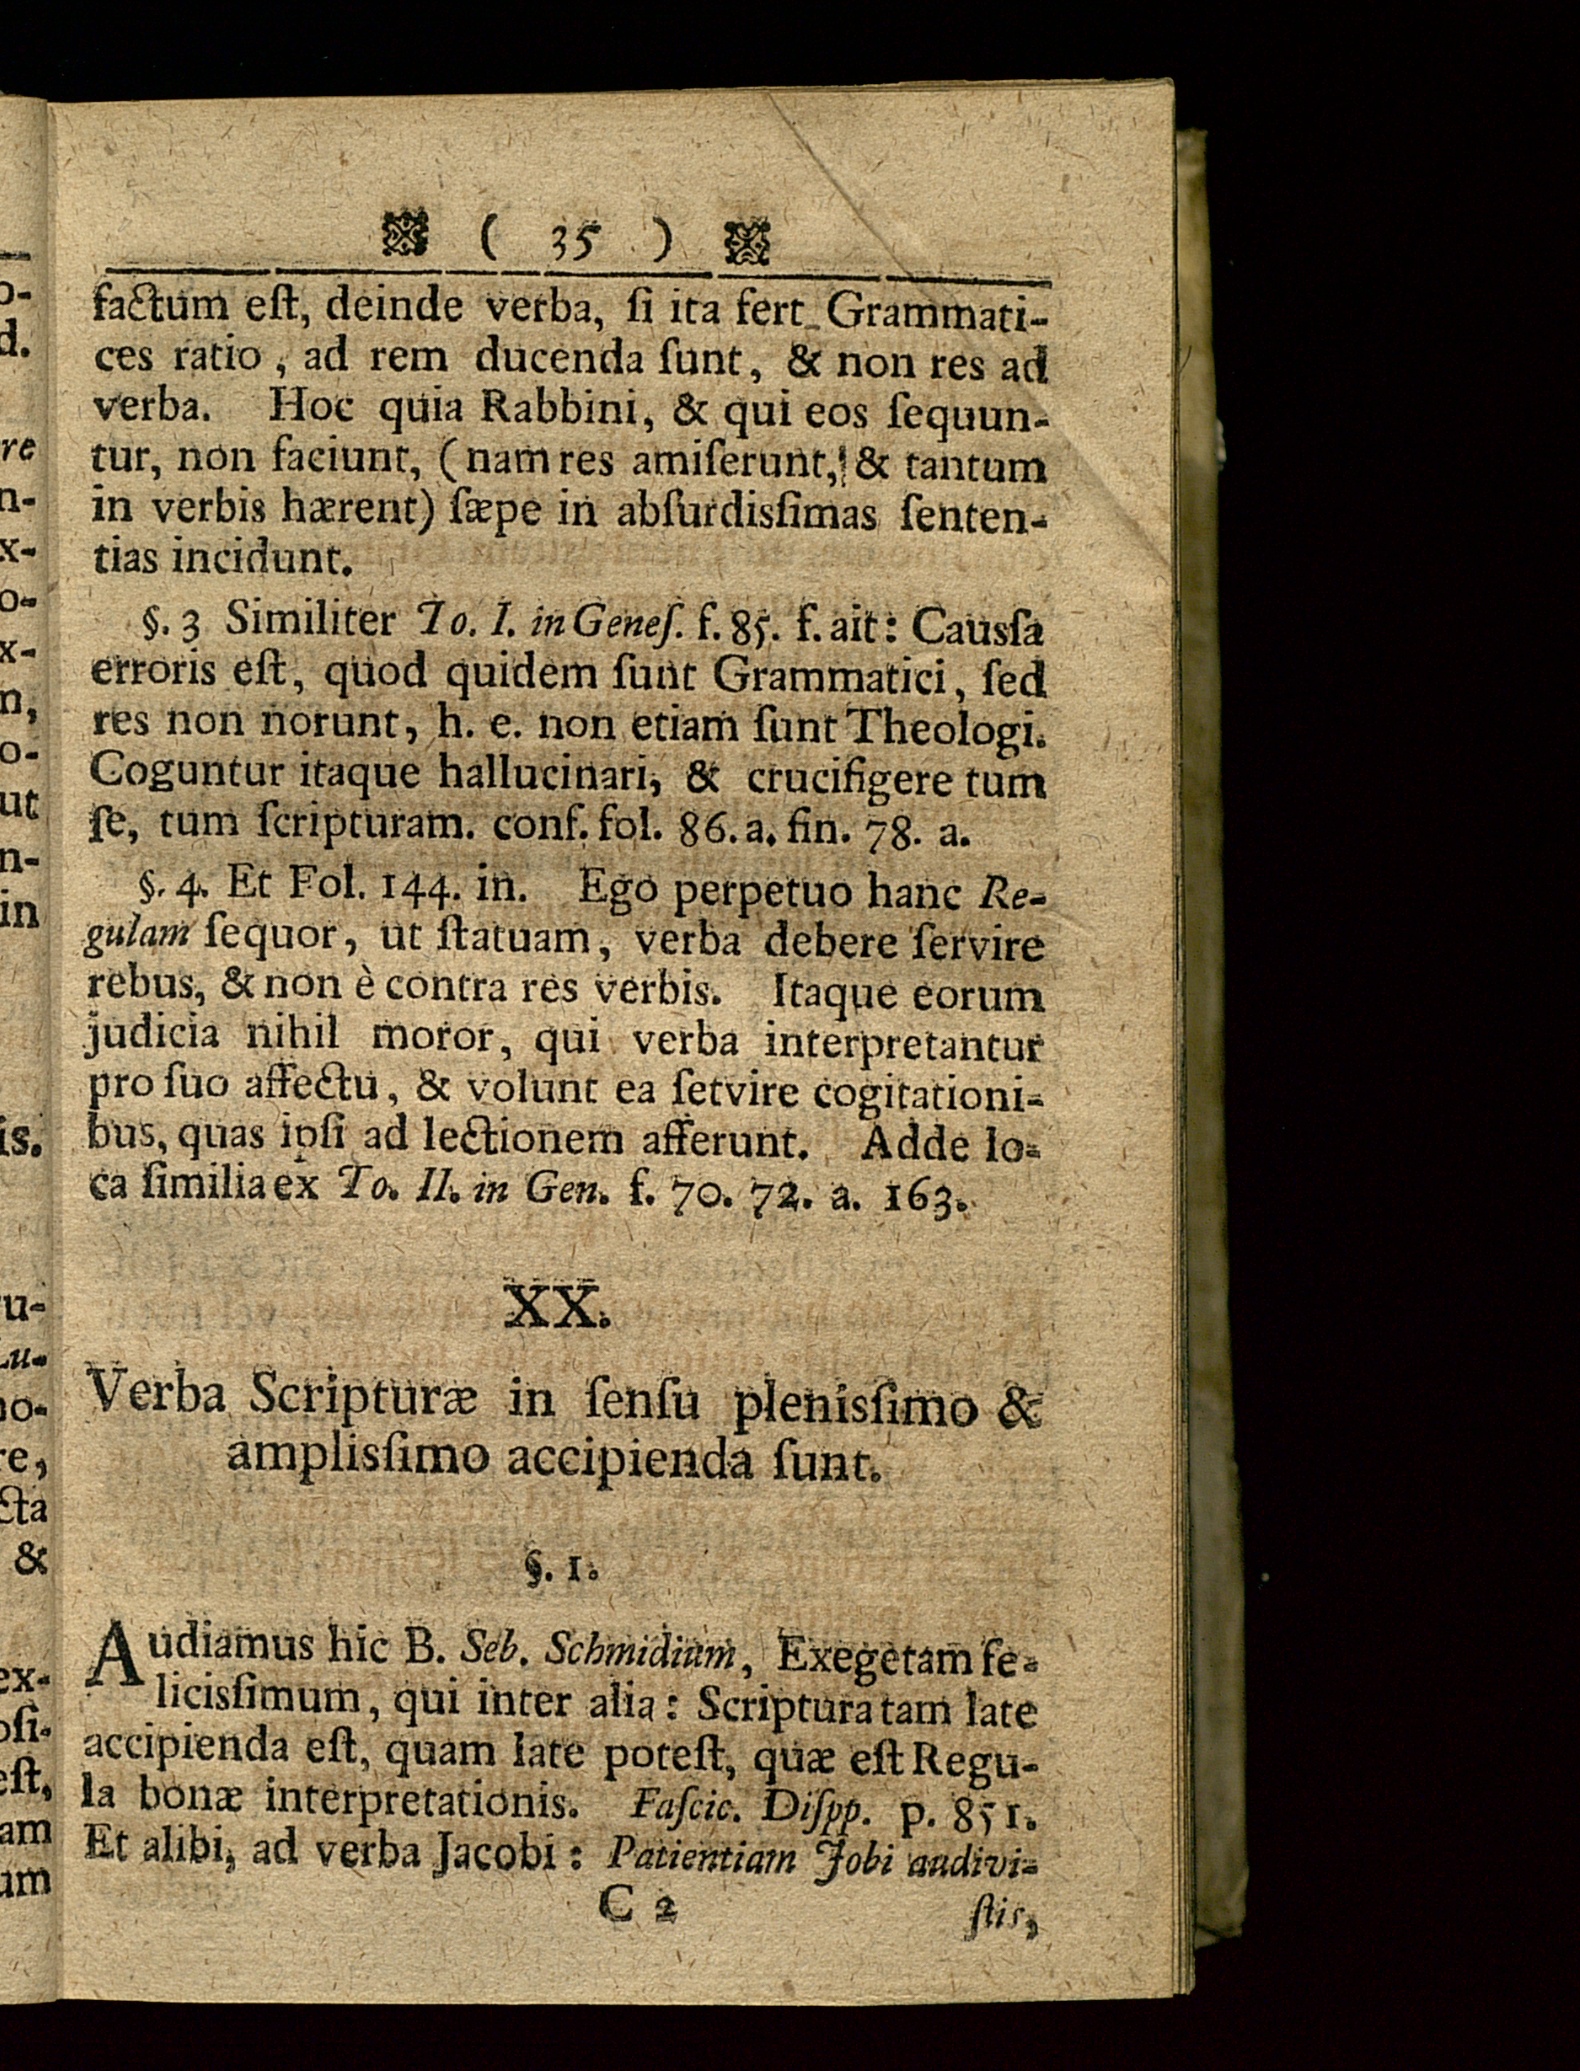 ( 35 )
factum eſt, deinde verba, ſi ita fert Grammati-
ces ratio, ad rem ducenda ſunt, & non res ad
verba. Hoc quia Rabbini, & qui eos ſequun-
tur, non faciunt, (nam res amiſerunt, & tantum
in verbis hærent) ſæpe in abſurdisſimas ſenten-
tias incidunt.
§. 3 Similiter To. I. in Geneſ. f. 85. f. ait: Causſa
erroris eſt, quod quidem ſunt Grammatici, ſed
res non norunt, h. e. non etiam ſunt Theologi.
Coguntur itaque hallucinari, & crucifigere tum
ſe, tum ſcripturam. conf. fol. 86. a. fin. 78. a.
§. 4. Et Fol. 144. in. Ego perpetuo hanc Re-
gulam ſequor, ut ſtatuam, verba debere ſervire
rebus, & non è contra res verbis. Itaque eorum
judicia nihil moror, qui verba interpretantur
pro ſuo affectu, & volunt ea ſetvire cogitationi-
bus, quas ipſi ad lectionem afferunt. Adde lo-
ca ſimilia ex To. II. in Gen. f. 70. 72. a. 163.
XX.
Verba Scripturæ in ſenſu plenisſimo &
amplisſimo accipienda ſunt.
§. 1.
Audiamus hic B. Seb. Schmidium, Exegetam fe-
licisſimum, qui inter alia: Scriptura tam late
accipienda eſt, quam late poteſt, quæ eſt Regu-
la bonæ interpretationis. Faſcic. Diſpp. p. 851.
Et alibi, ad verba Jacobi: Patientiam Jobi audivi-
C 2 ſtis,